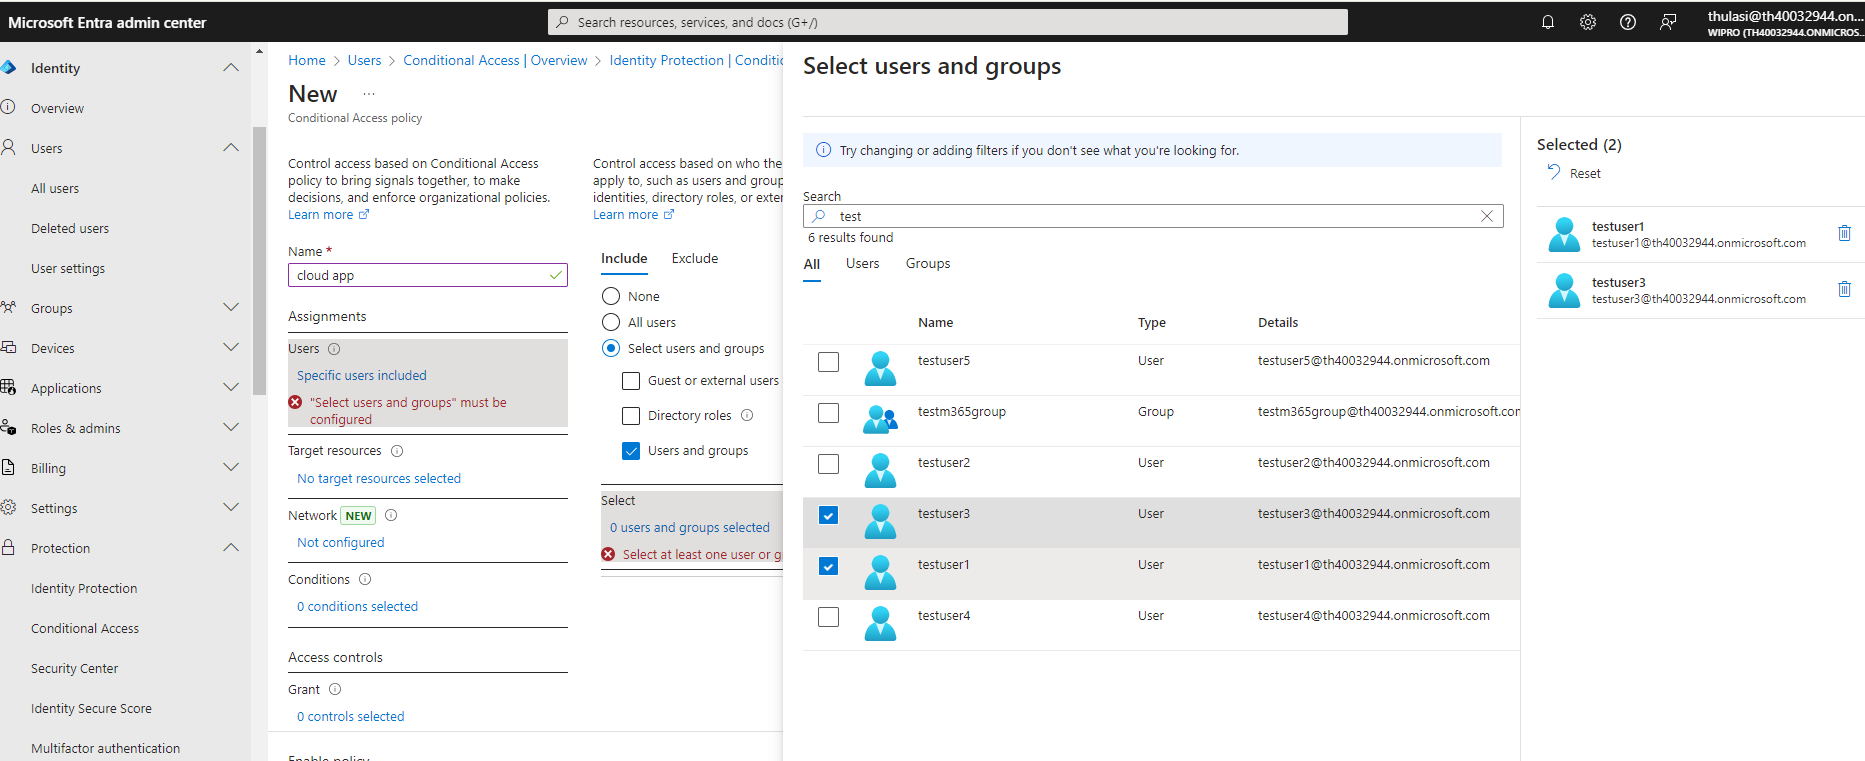 Microsoft Entra admin center
Search resources, services, and docs (G+/)
thulasi@th40032944.on...
WIPRO (TH40032944.ONMICROS...
Identity
Overview
Users
All users
Deleted users
User settings
Groups
Devices
Applications
Roles & admins
Billing
Settings
Protection
Identity Protection
Conditional Access
Security Center
Identity Secure Score
Multifactor authentication
Home > Users > Conditional Access | Overview > Identity Protection | Conditi
New ...
Conditional Access policy
Control access based on Conditional Access
policy to bring signals together, to make
decisions, and enforce organizational policies.
Learn more
Name *
cloud app
Assignments
Users
Specific users included
"Select users and groups" must be
configured
Target resources
No target resources selected
Network NEW
Not configured
Conditions
0 conditions selected
Access controls
Grant
0 controls selected
Enable policy
Control access based on who the
apply to, such as users and group
identities, directory roles, or exter
Learn more
Include Exclude
None
All users
Select users and groups
Guest or external users
Directory roles
Users and groups
Select
0 users and groups selected
Select at least one user or g
Select users and groups
Try changing or adding filters if you don't see what you're looking for.
Search
test
6 results found
All Users Groups
Name Type Details
testuser5 User testuser5@th40032944.onmicrosoft.com
testm365group Group testm365group@th40032944.onmicrosoft.com
testuser2 User testuser2@th40032944.onmicrosoft.com
testuser3 User testuser3@th40032944.onmicrosoft.com
testuser1 User testuser1@th40032944.onmicrosoft.com
testuser4 User testuser4@th40032944.onmicrosoft.com
Selected (2)
Reset
testuser1
testuser1@th40032944.onmicrosoft.com
testuser3
testuser3@th40032944.onmicrosoft.com